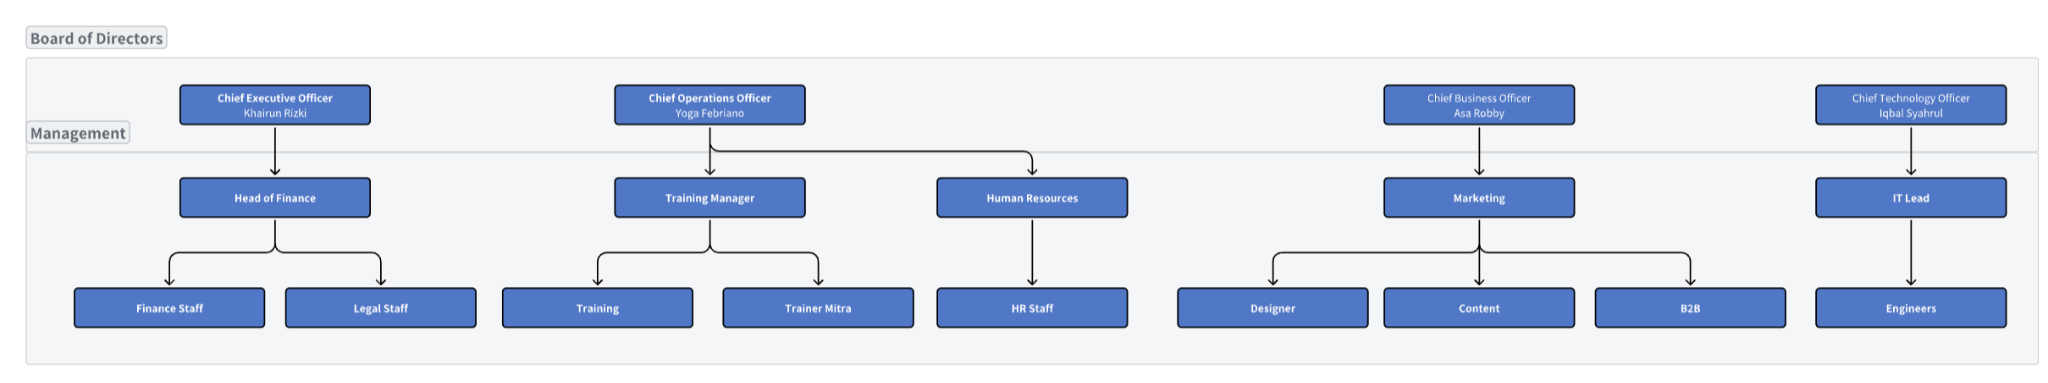 Board of Directors
Chief Executive Officer
Khairun Rizki
Chief Operations Officer
Yoga Febriano
Chief Business Officer
Asa Robby
Chief Technology Officer
Iqbal Syahrul
Management
Head of Finance
Training Manager
Human Resources
Marketing
IT Lead
Finance Staff
Legal Staff
Training
Trainer Mitra
HR Staff
Designer
Content
B2B
Engineers